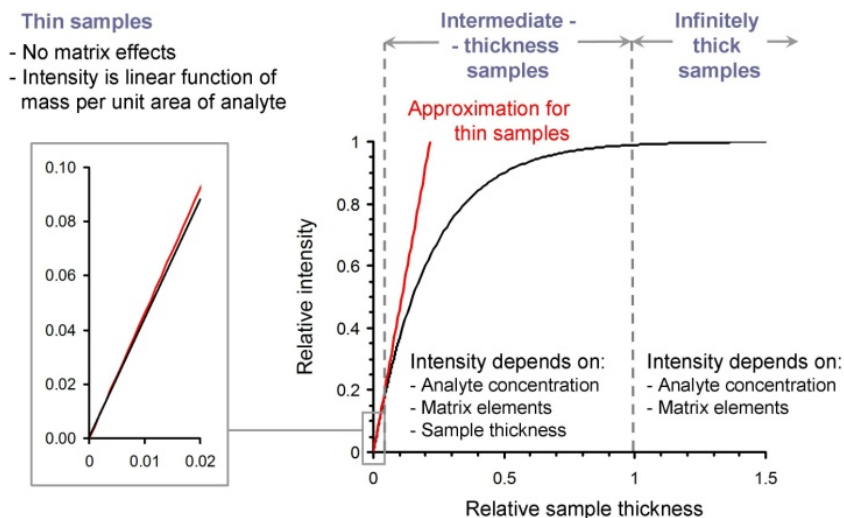 Thin samples
- No matrix effects
- Intensity is linear function of
mass per unit area of analyte
Intermediate -
- thickness
samples
Infinitely
thick
samples
Approximation for
thin samples
0.10
0.08
0.06
0.04
0.02
0.00
0 0.01 0.02
Relative intensity
1
0.8
0.6
0.4
0.2
0
Intensity depends on:
- Analyte concentration
- Matrix elements
- Sample thickness
Intensity depends on:
- Analyte concentration
- Matrix elements
0 0.5 1 1.5
Relative sample thickness